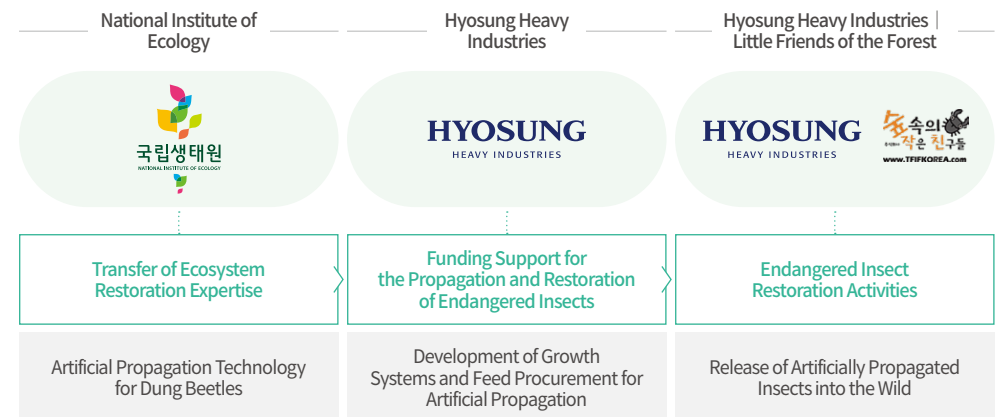 National Institute of
Ecology
Hyosung Heavy
Industries
Hyosung Heavy Industries |
Little Friends of the Forest
국립생태원
NATIONAL INSTITUTE OF ECOLOGY
HYOSUNG
HEAVY INDUSTRIES
HYOSUNG
HEAVY INDUSTRIES
숲속의
작은 친구들
www.TFIFKOREA.com
Transfer of Ecosystem
Restoration Expertise
Funding Support for
the Propagation and Restoration
of Endangered Insects
Endangered Insect
Restoration Activities
Artificial Propagation Technology
for Dung Beetles
Development of Growth
Systems and Feed Procurement for
Artificial Propagation
Release of Artificially Propagated
Insects into the Wild